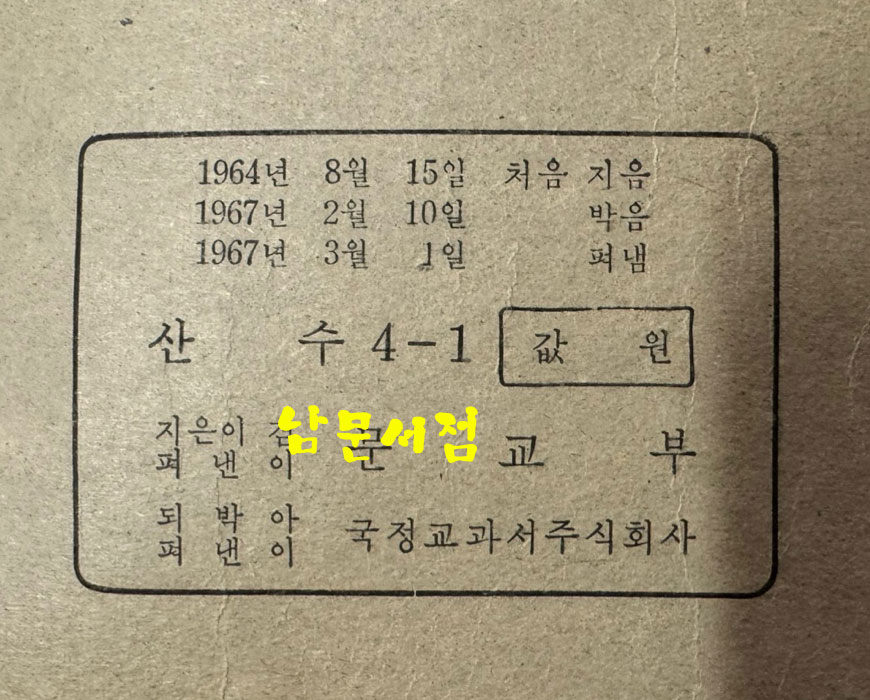 1964년 8월 15일 처음 지음
1967년 2월 10일 박음
1967년 3월 1일 펴냄
산 수 4-1 값 원
지은이 겸 문 교 부
펴 낸 이
남문서점
되 박 아 국정교과서주식회사
펴 낸 이